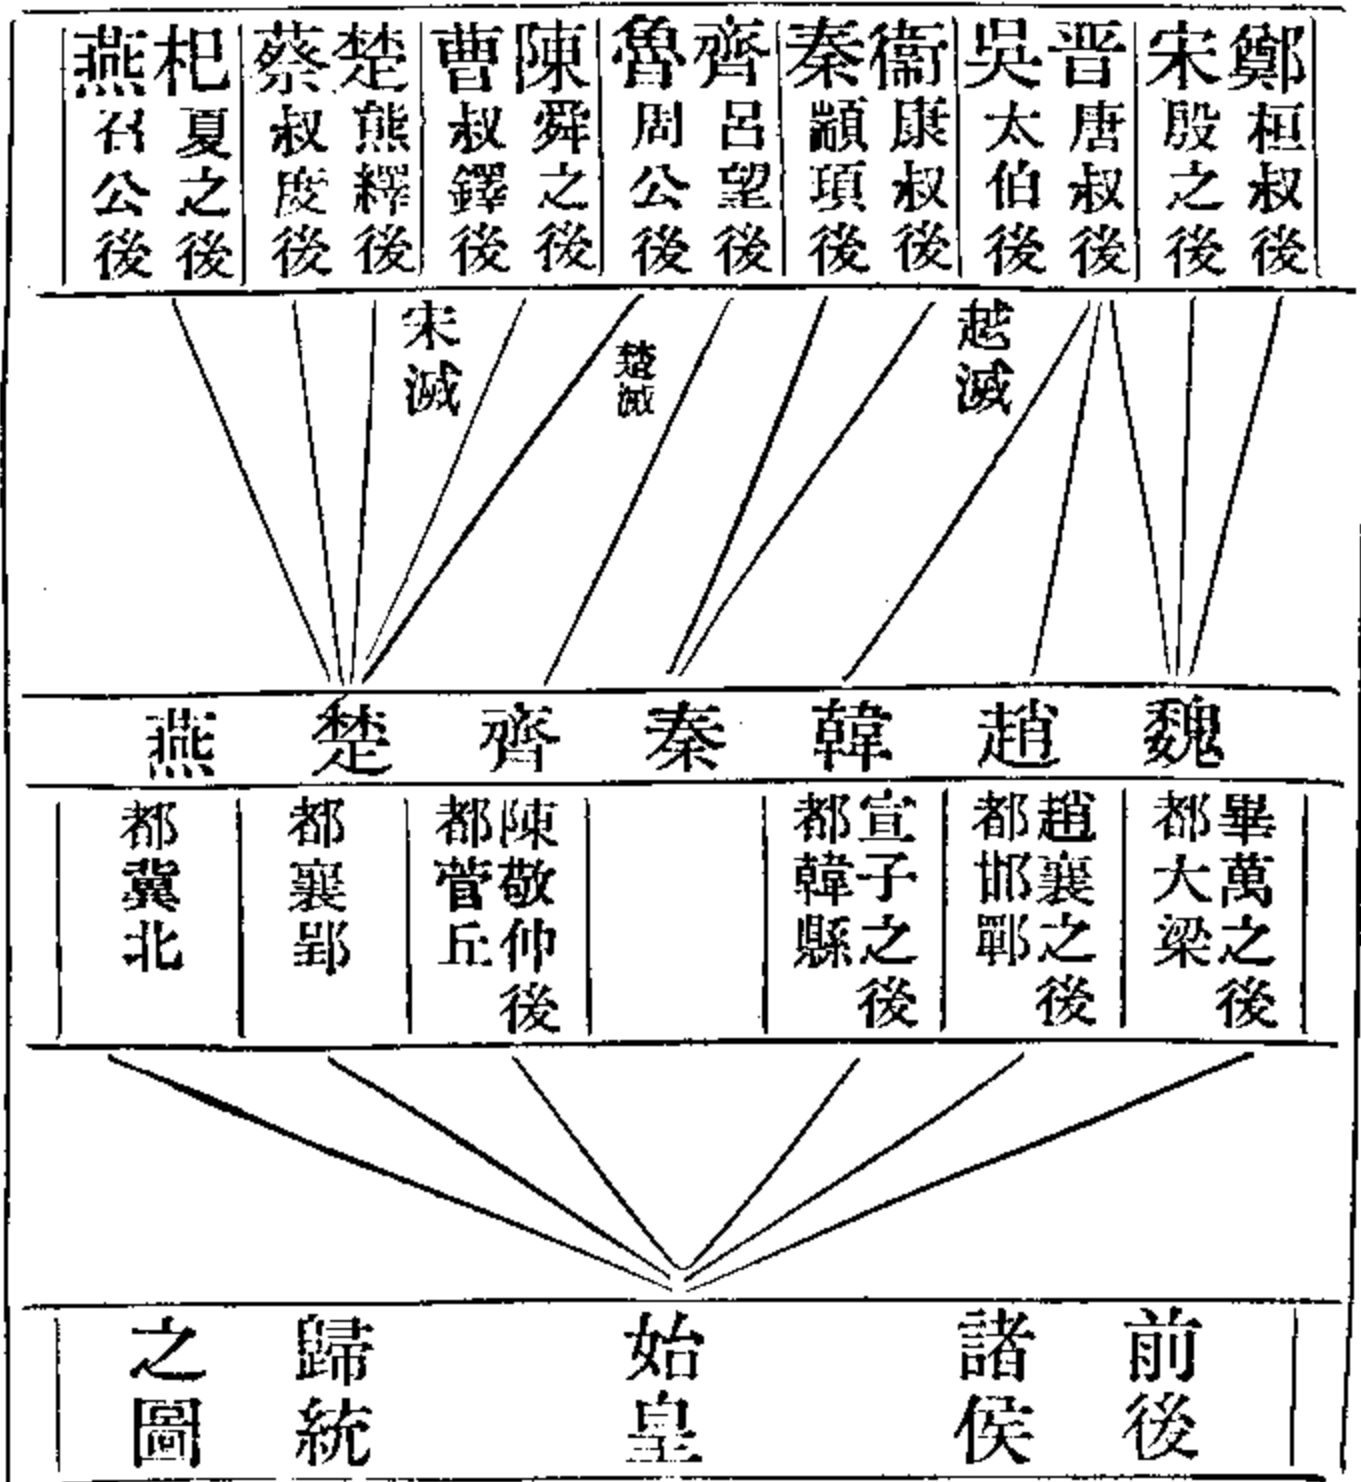 鄭桓叔後
宋殷之後
晋唐叔後
吳太伯後
衞康叔後
秦顓頊後
齊呂望後
魯周公後
陳舜之後
曹叔鐸後
楚熊繹後
蔡叔度後
杞夏之後
燕召公後
越滅
楚滅
宋滅
魏
趙
韓
秦
齊
楚
燕
畢萬之後
都大梁
趙襄之後
都邯鄲
宣子之後
都韓縣
陳敬仲後
都營丘
都襄郢
都冀北
前後
諸侯
始皇
歸統
之圖